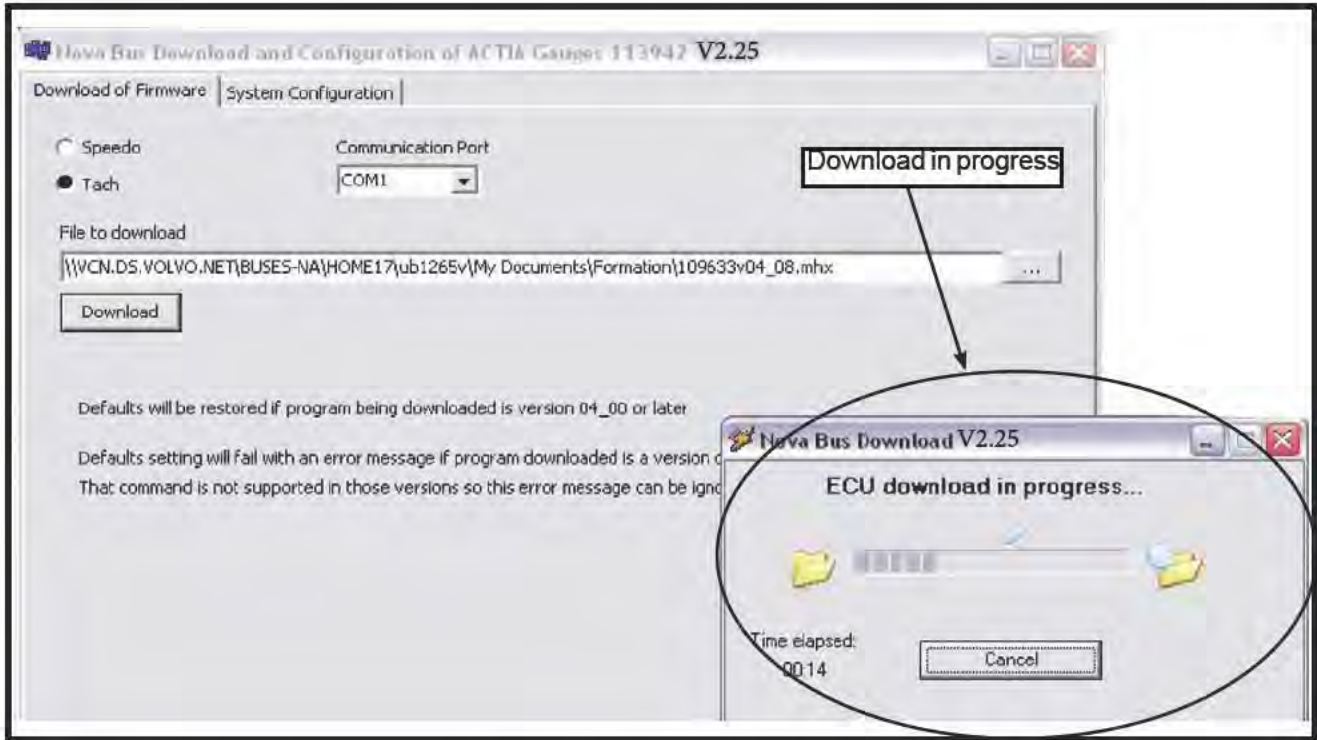 Nova Bus Download and Configuration of ACTIA Gauges 113942 V2.25
Download of Firmware System Configuration
Speedo
Communication Port
Tach
COM1
Download in progress
File to download
\\VCN.DS.VOLVO.NET\BUSES-NA\HOME17\ub1265v\My Documents\Formation\109633v04_08.mhx
...
Download
Defaults will be restored if program being downloaded is version 04_00 or later
Defaults setting will fail with an error message if program downloaded is a version
That command is not supported in those versions so this error message can be
Nova Bus Download V2.25
ECU download in progress...
Time elapsed:
00:14
Cancel